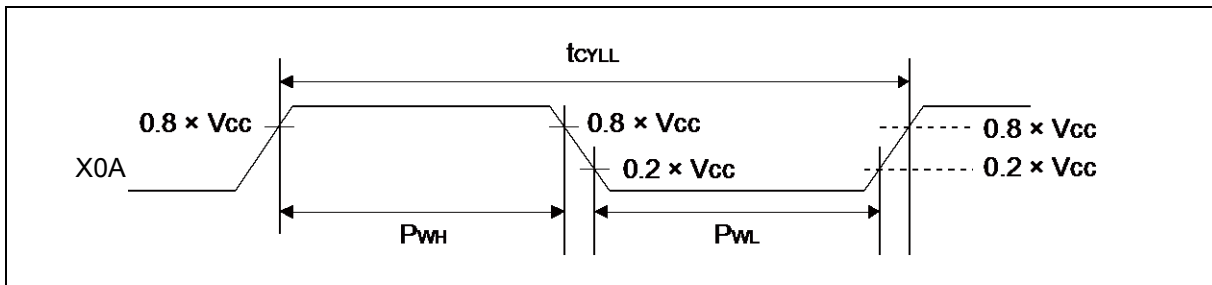 tCYLL
0.8 × Vcc
0.8 × Vcc
0.8 × Vcc
X0A
0.2 × Vcc
0.2 × Vcc
PWH
PWL